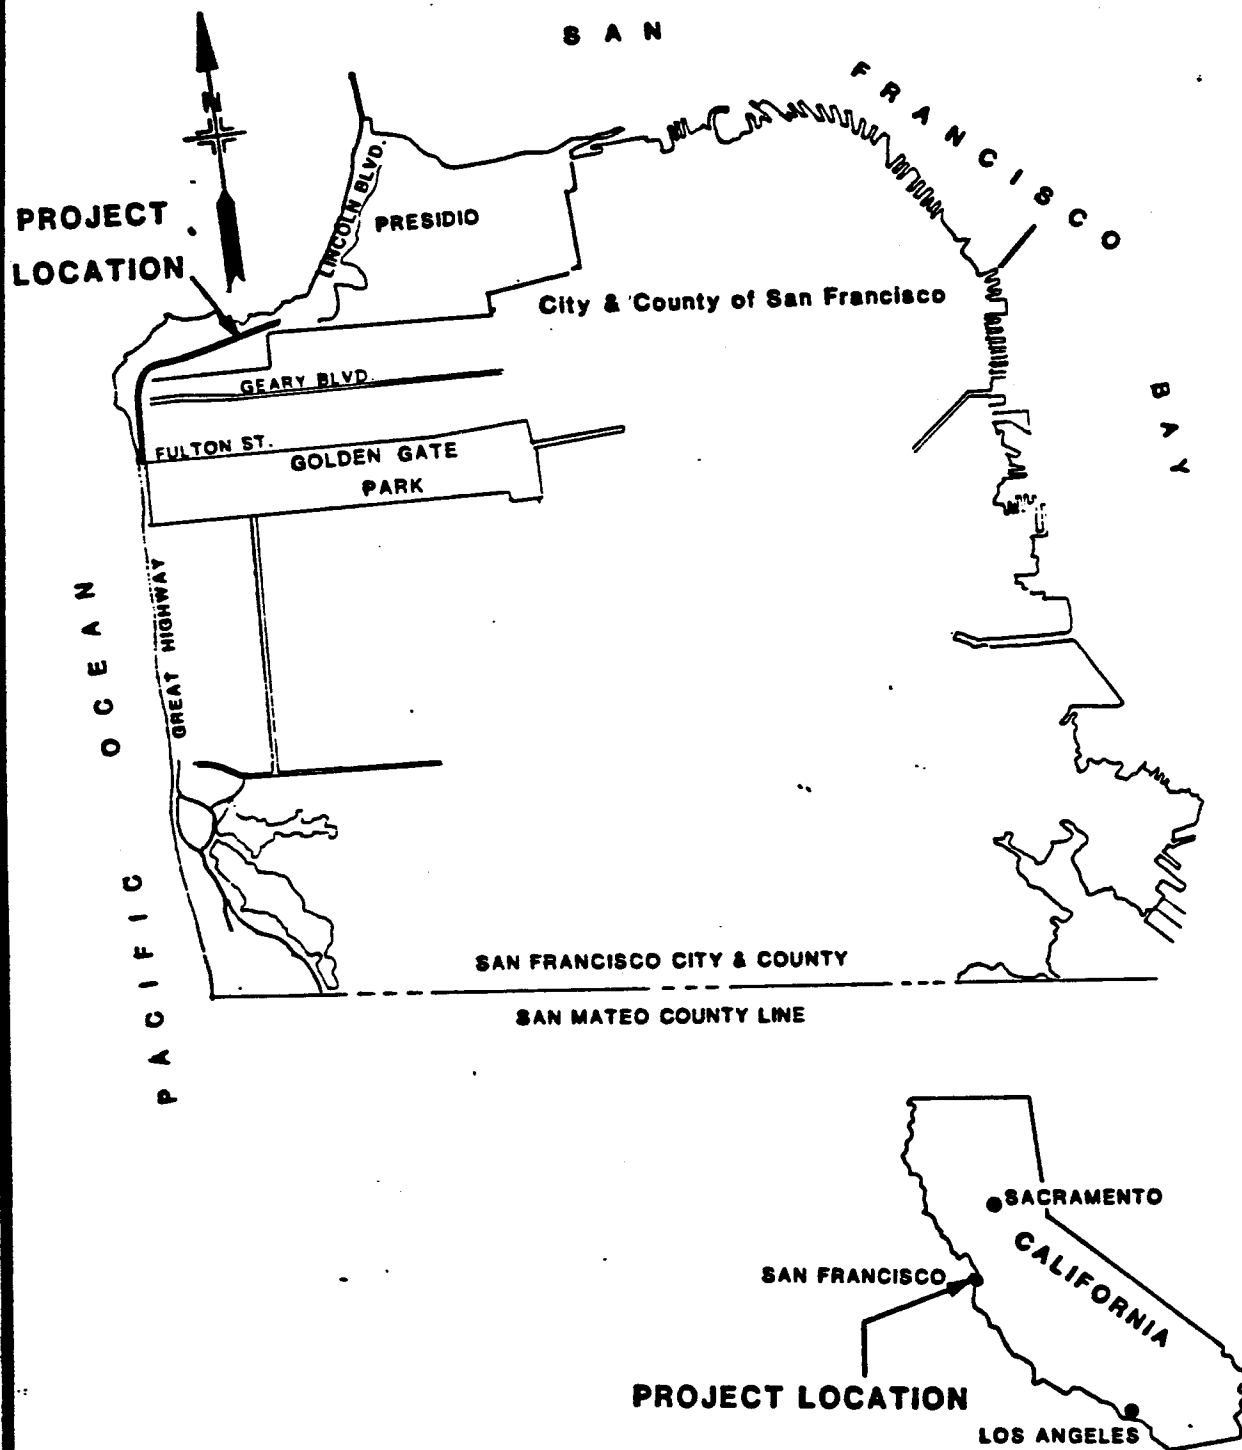 SAN
FRANCISCO
BAY
N
PROJECT
LOCATION
LINCOLN BLVD.
PRESIDIO
City & County of San Francisco
GEARY BLVD.
FULTON ST.
GOLDEN GATE
PARK
GREAT HIGHWAY
PACIFIC OCEAN
SAN FRANCISCO CITY & COUNTY
SAN MATEO COUNTY LINE
SACRAMENTO
CALIFORNIA
SAN FRANCISCO
PROJECT LOCATION
LOS ANGELES